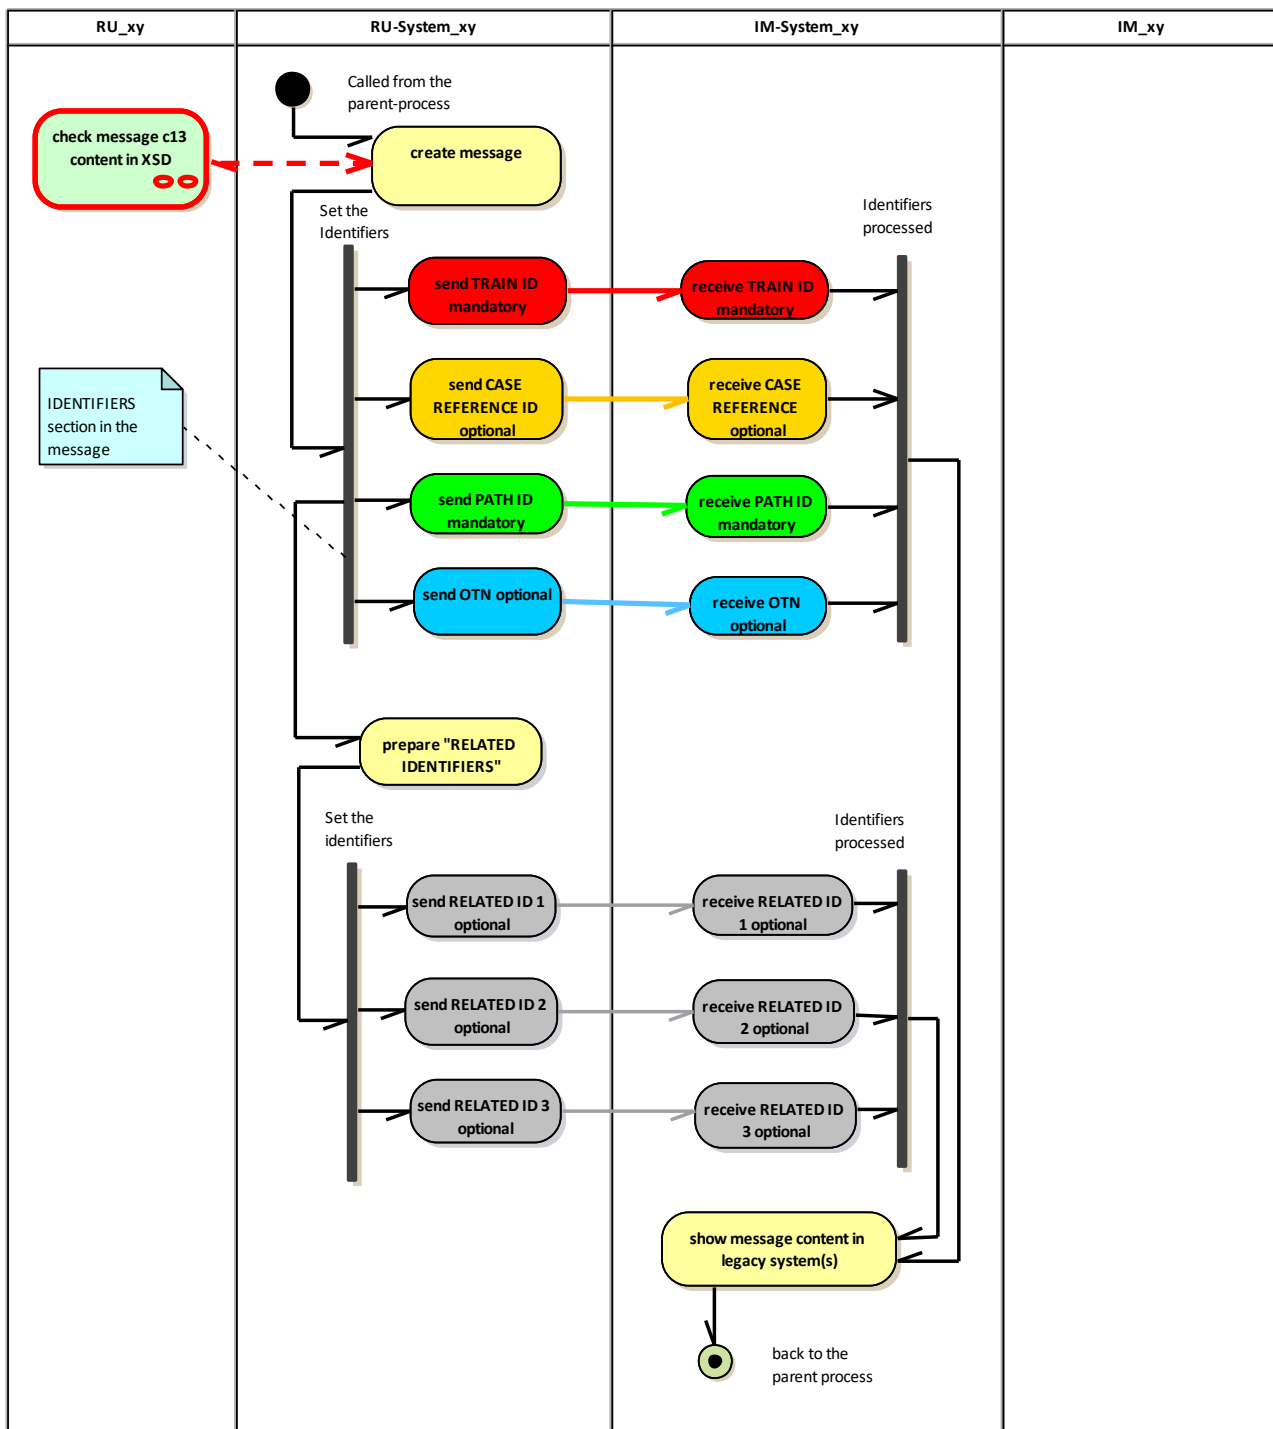 RU_xy
RU-System_xy
IM-System_xy
IM_xy
Called from the
parent-process
check message c13
content in XSD
create message
Set the
Identifiers
Identifiers
processed
send TRAIN ID
mandatory
receive TRAIN ID
mandatory
IDENTIFIERS
section in the
message
send CASE
REFERENCE ID
optional
receive CASE
REFERENCE
optional
send PATH ID
mandatory
receive PATH ID
mandatory
send OTN optional
receive OTN
optional
prepare "RELATED
IDENTIFIERS"
Set the
identifiers
Identifiers
processed
send RELATED ID 1
optional
receive RELATED ID
1 optional
send RELATED ID 2
optional
receive RELATED ID
2 optional
send RELATED ID 3
optional
receive RELATED ID
3 optional
show message content in
legacy system(s)
back to the
parent process